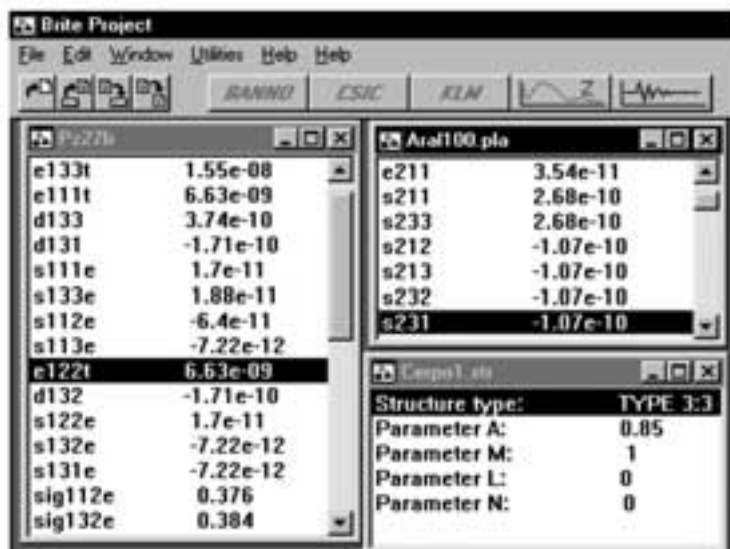 Brite Project
File Edit Window Utilities Help Help
BANNO CSIC KLM Z
Pz27b
e133t 1.55e-08
e111t 6.63e-09
d133 3.74e-10
d131 -1.71e-10
s111e 1.7e-11
s133e 1.88e-11
s112e -6.4e-11
s113e -7.22e-12
e122t 6.63e-09
d132 -1.71e-10
s122e 1.7e-11
s132e -7.22e-12
s131e -7.22e-12
sig112e 0.376
sig132e 0.384
Aral100.pla
e211 3.54e-11
s211 2.68e-10
s233 2.68e-10
s212 -1.07e-10
s213 -1.07e-10
s232 -1.07e-10
s231 -1.07e-10
Structure type: TYPE 3:3
Parameter A: 0.85
Parameter M: 1
Parameter L: 0
Parameter N: 0